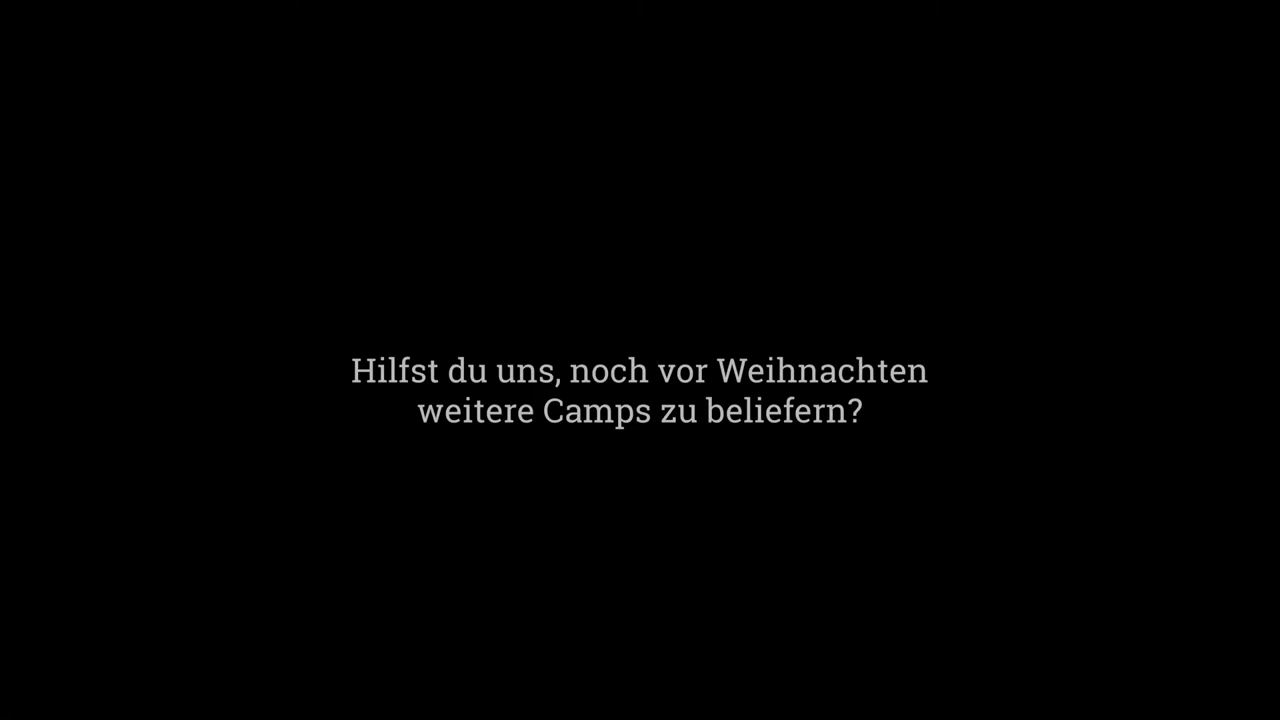 Hilfst du uns, noch vor Weihnachten
weitere Camps zu beliefern?